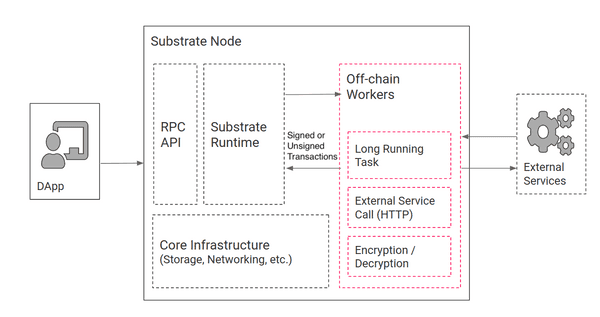 Substrate Node
DApp
RPC
API
Substrate
Runtime
Signed or
Unsigned
Transactions
Off-chain
Workers
Long Running
Task
External Service
Call (HTTP)
Encryption /
Decryption
Core Infrastructure
(Storage, Networking, etc.)
External
Services